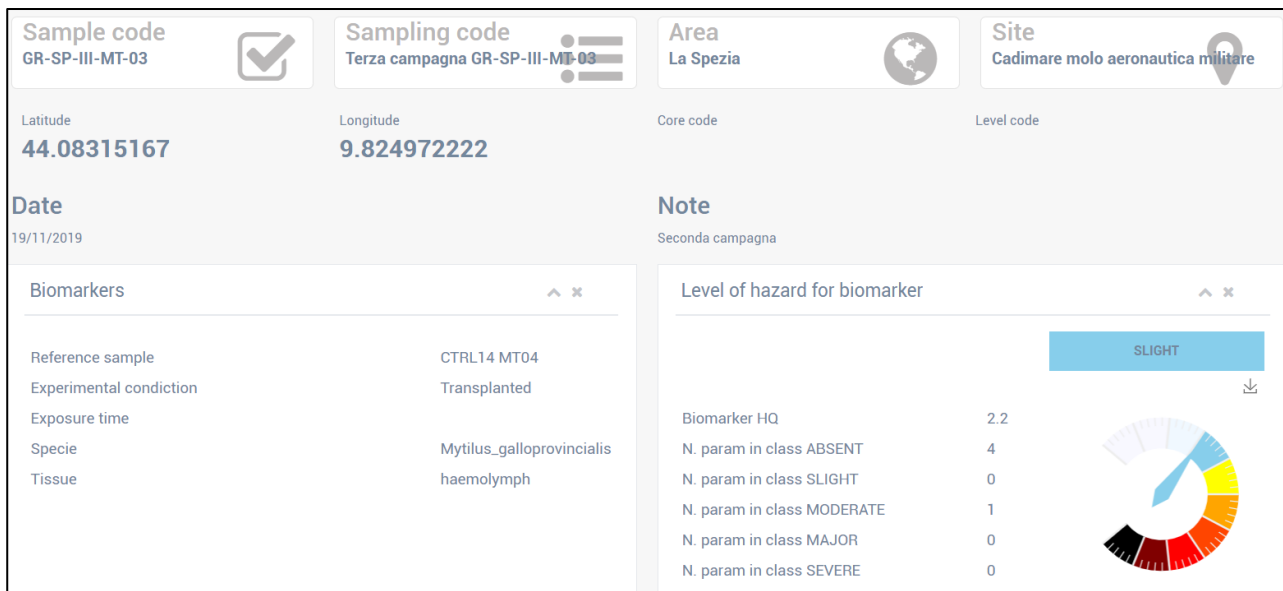 Sample code
GR-SP-III-MT-03
Sampling code
Terza campagna GR-SP-III-MT-03
Area
La Spezia
Site
Cadimare molo aeronautica militare
Latitude
44.08315167
Longitude
9.824972222
Core code
Level code
Date
19/11/2019
Note
Seconda campagna
Biomarkers
Reference sample CTRL14 MT04
Experimental condiction Transplanted
Exposure time
Specie Mytilus_galloprovincialis
Tissue haemolymph
Level of hazard for biomarker
SLIGHT
Biomarker HQ 2.2
N. param in class ABSENT 4
N. param in class SLIGHT 0
N. param in class MODERATE 1
N. param in class MAJOR 0
N. param in class SEVERE 0